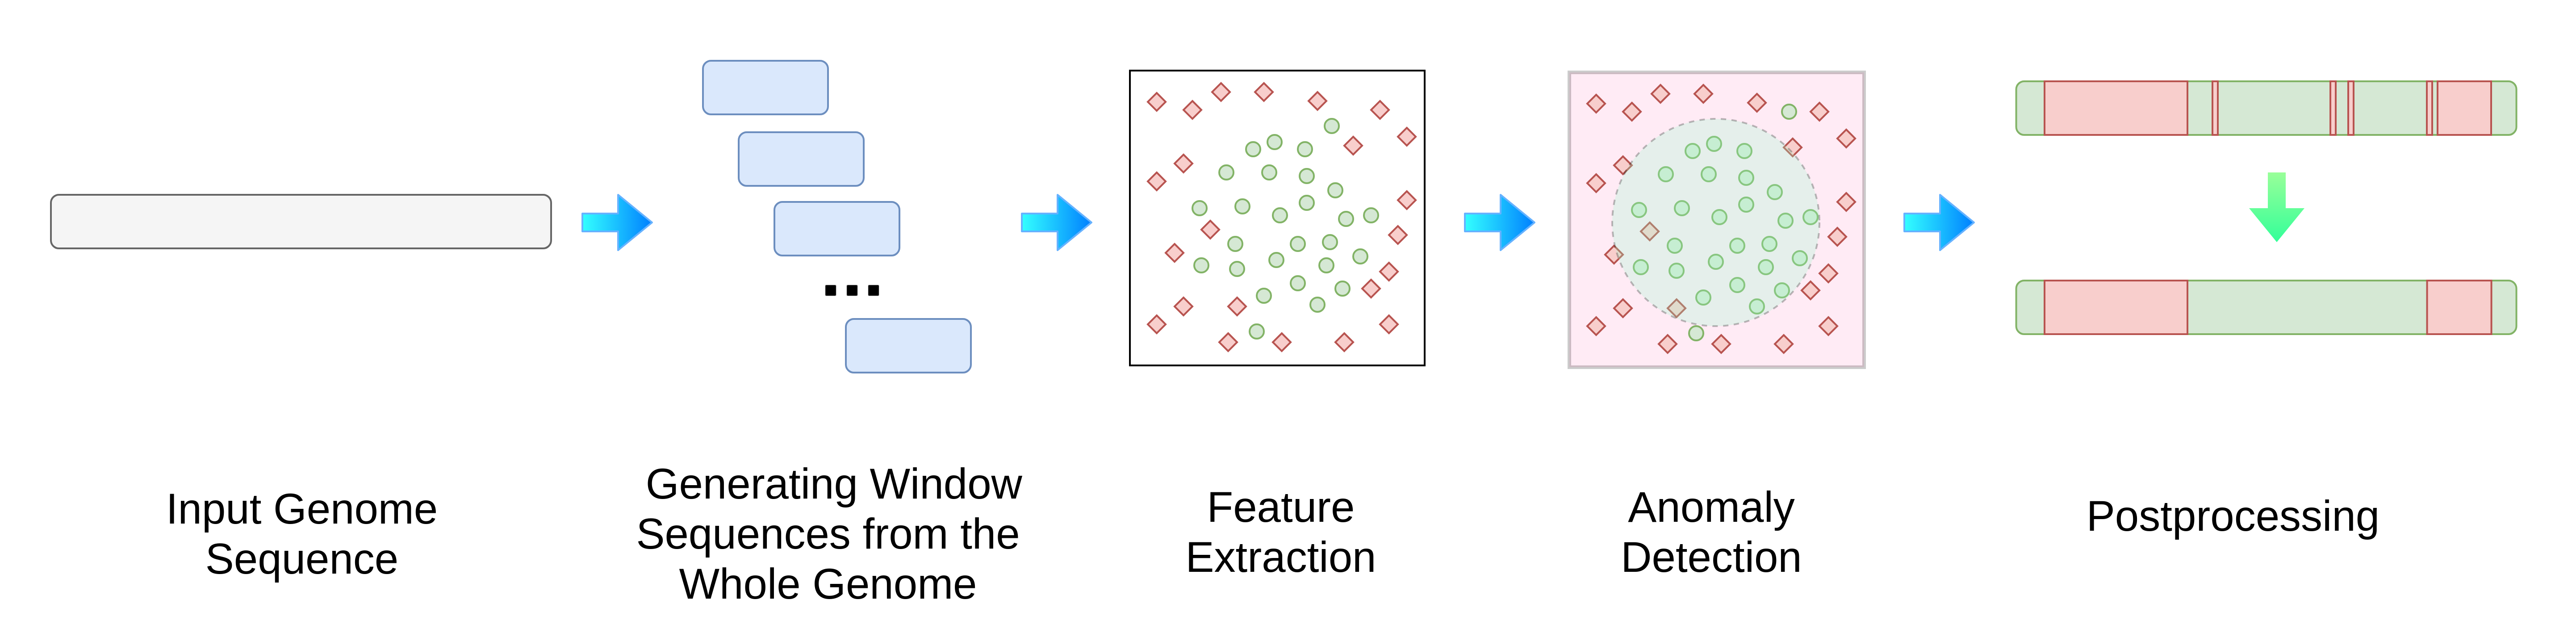 Input Genome
Sequence
Generating Window
Sequences from the
Whole Genome
Feature
Extraction
Anomaly
Detection
Postprocessing